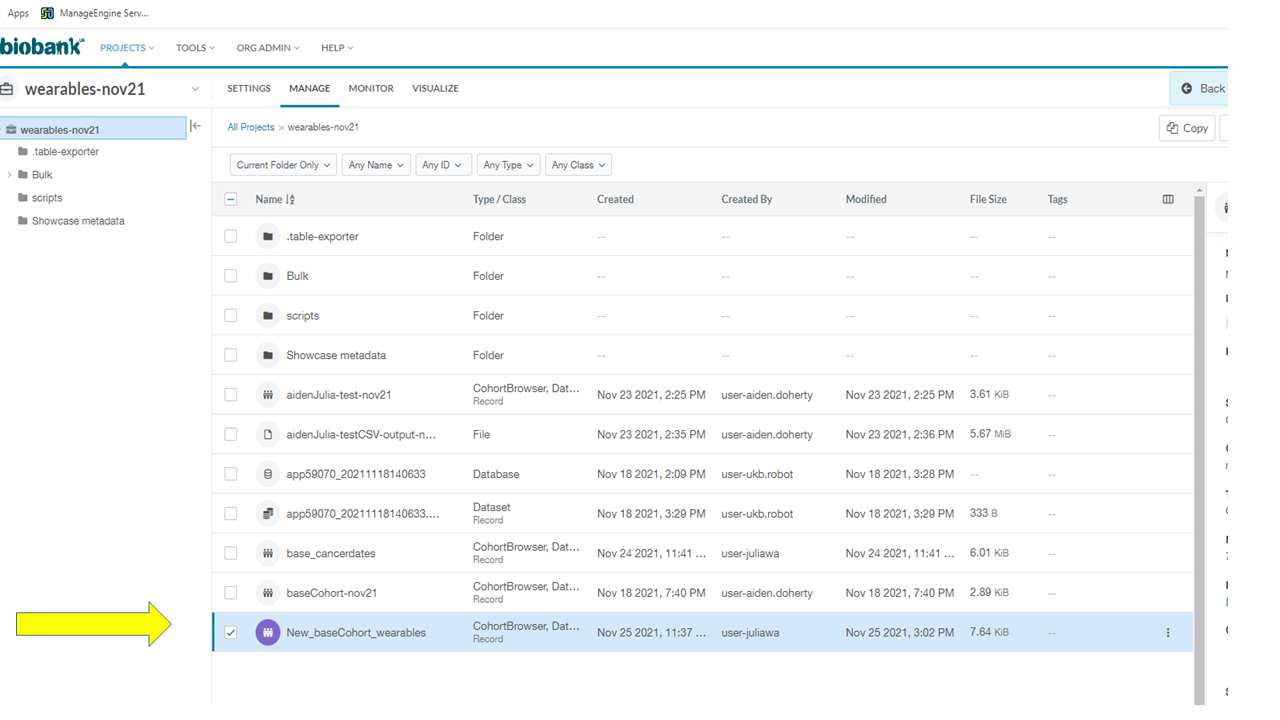 Apps ManageEngine Serv...
biobank uk PROJECTS TOOLS ORG ADMIN HELP
wearables-nov21 SETTINGS MANAGE MONITOR VISUALIZE Back
wearables-nov21 All Projects > wearables-nov21 Copy
.table-exporter
Bulk
scripts
Showcase metadata
Current Folder Only Any Name Any ID Any Type Any Class
Name Type / Class Created Created By Modified File Size Tags
.table-exporter Folder -- -- -- -- --
Bulk Folder -- -- -- -- --
scripts Folder -- -- -- -- --
Showcase metadata Folder -- -- -- -- --
aidenJulia-test-nov21 CohortBrowser, Dat... Record Nov 23 2021, 2:25 PM user-aiden.doherty Nov 23 2021, 2:25 PM 3.61 KiB --
aidenJulia-testCSV-output-n... File Nov 23 2021, 2:35 PM user-aiden.doherty Nov 23 2021, 2:36 PM 5.67 MiB --
app59070_20211118140633 Database Nov 18 2021, 2:09 PM user-ukb.robot Nov 18 2021, 3:28 PM -- --
app59070_20211118140633.... Dataset Record Nov 18 2021, 3:29 PM user-ukb.robot Nov 18 2021, 3:29 PM 333 B --
base_cancerdates CohortBrowser, Dat... Record Nov 24 2021, 11:41 ... user-juliawa Nov 24 2021, 11:41 ... 6.01 KiB --
baseCohort-nov21 CohortBrowser, Dat... Record Nov 18 2021, 7:40 PM user-aiden.doherty Nov 18 2021, 7:40 PM 2.89 KiB --
New_baseCohort_wearables CohortBrowser, Dat... Record Nov 25 2021, 11:37 ... user-juliawa Nov 25 2021, 3:02 PM 7.64 KiB --